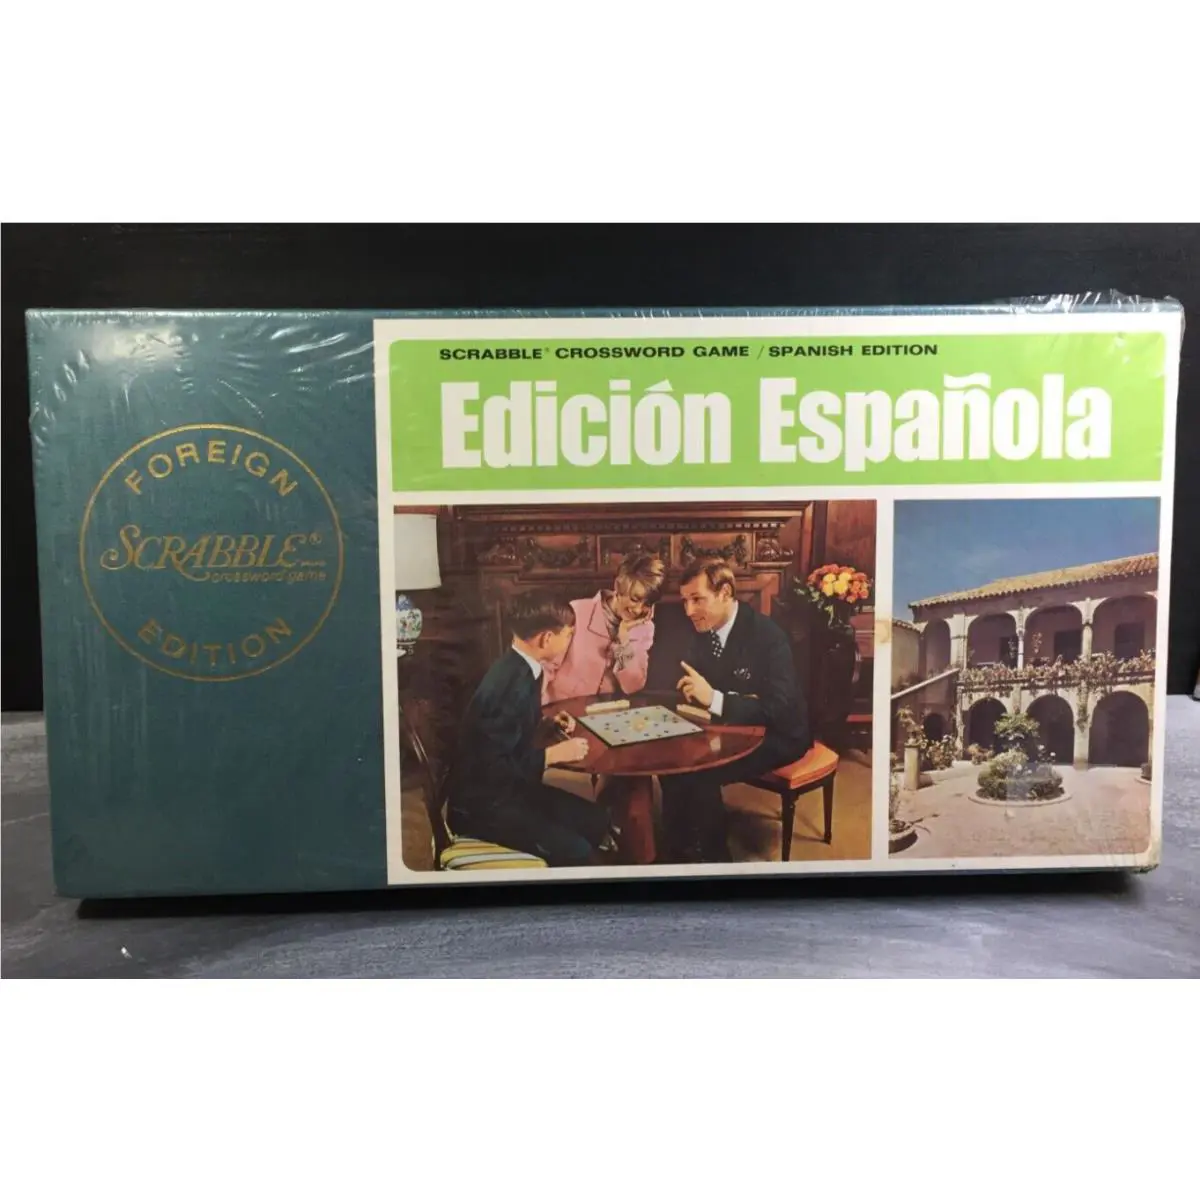 SCRABBLE® CROSSWORD GAME / SPANISH EDITION
Edición Española
FOREIGN
SCRABBLE®
crossword game
EDITION